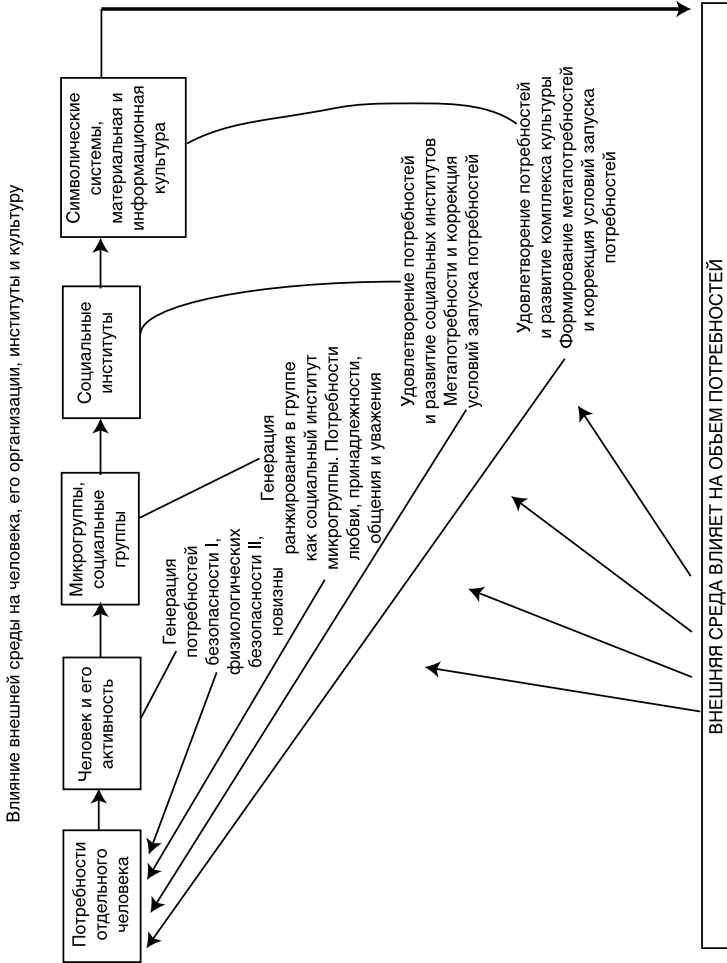 Влияние внешней среды на человека, его организации, институты и культуру
Потребности
отдельного
человека
Человек и его
активность
Микрогруппы,
социальные
группы
Социальные
институты
Символические
системы,
материальная и
информационная
культура
Генерация
потребностей
безопасности I,
физиологических
безопасности II,
новизны
Генерация
ранжирования в группе
как социальный институт
микрогруппы. Потребности
любви, принадлежности,
общения и уважения
Удовлетворение потребностей
и развитие социальных институтов
Метапотребности и коррекция
условий запуска потребностей
Удовлетворение потребностей
и развитие комплекса культуры
Формирование метапотребностей
и коррекция условий запуска
потребностей
ВНЕШНЯЯ СРЕДА ВЛИЯЕТ НА ОБЪЕМ ПОТРЕБНОСТЕЙ